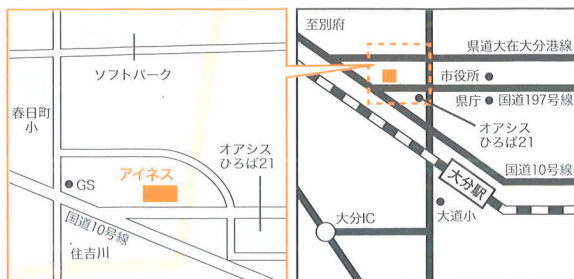 ソフトパーク
春日町
小
オアシス
ひろば21
アイネス
GS
国道10号線
住吉川
至別府
県道大在大分港線
市役所
県庁
国道197号線
オアシス
ひろば21
国道10号線
大分駅
大分IC
大道小